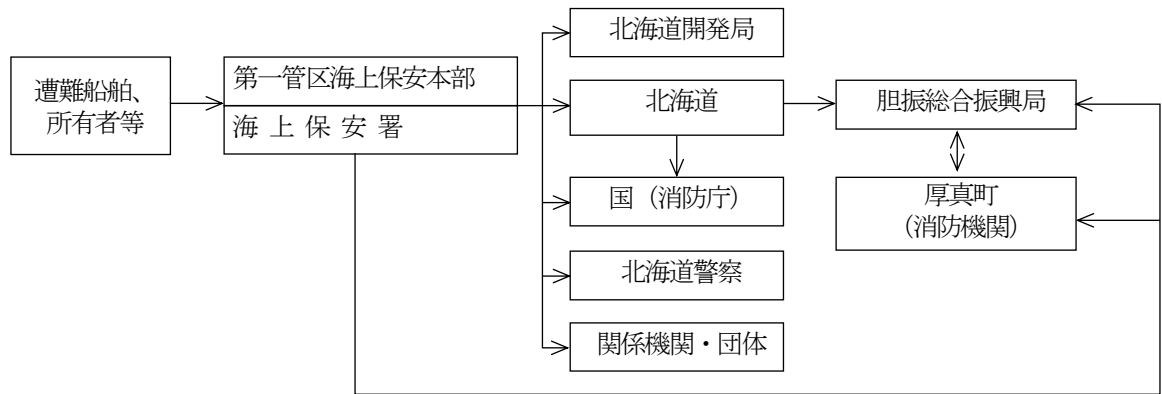 遭難船舶、
所有者等
第一管区海上保安本部
海 上 保 安 署
北海道開発局
北海道
国（消防庁）
北海道警察
関係機関・団体
胆振総合振興局
厚真町
（消防機関）